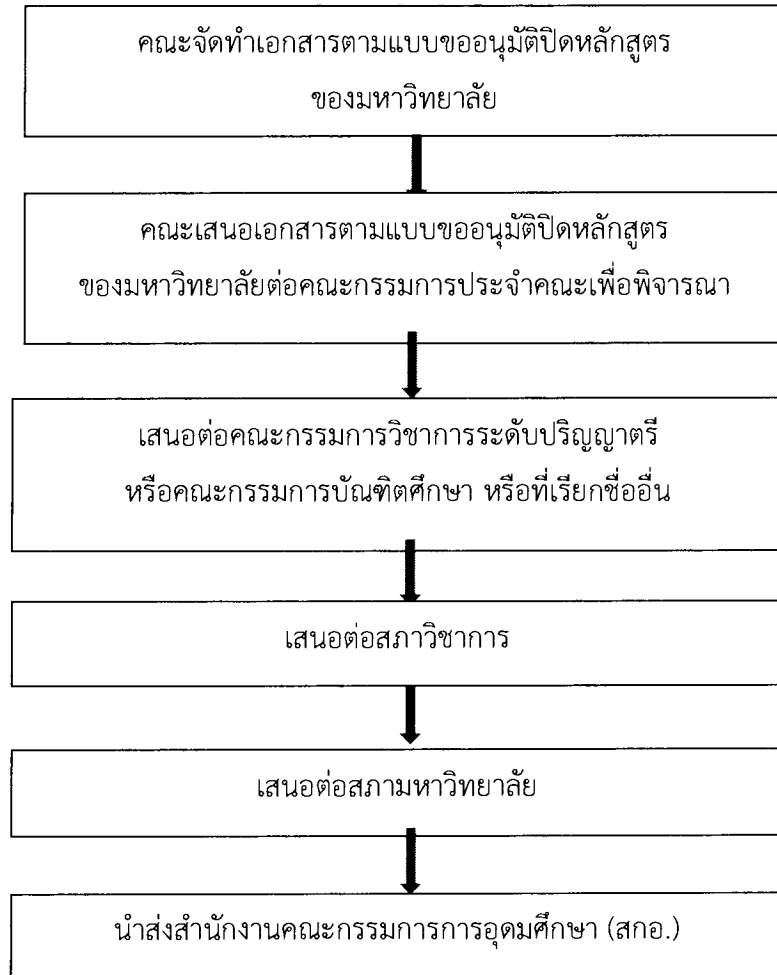 คณะจัดทำเอกสารตามแบบขออนุมัติปิดหลักสูตร
ของมหาวิทยาลัย
คณะเสนอเอกสารตามแบบขออนุมัติปิดหลักสูตร
ของมหาวิทยาลัยต่อคณะกรรมการประจำคณะเพื่อพิจารณา
เสนอต่อคณะกรรมการวิชาการระดับปริญญาตรี
หรือคณะกรรมการบัณฑิตศึกษา หรือที่เรียกชื่ออื่น
เสนอต่อสภาวิชาการ
เสนอต่อสภามหาวิทยาลัย
นำส่งสำนักงานคณะกรรมการการอุดมศึกษา (สกอ.)